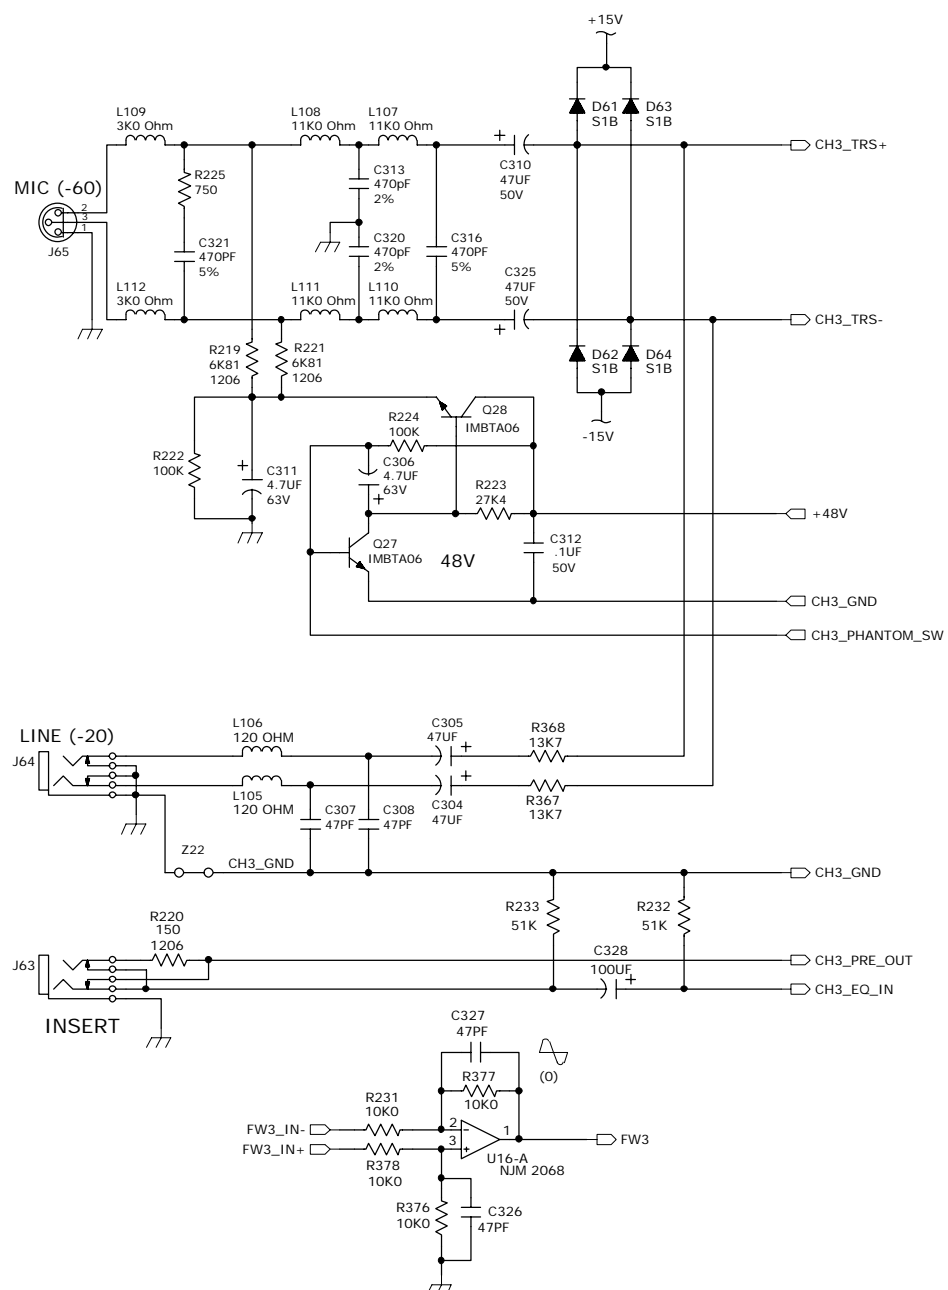 +15V
D61
S1B
D63
S1B
L109
3K0 Ohm
L108
11K0 Ohm
L107
11K0 Ohm
+
C310
47UF
50V
CH3_TRS+
R225
750
C313
470pF
2%
MIC (-60)
2
3
1
J65
C321
470PF
5%
C320
470pF
2%
C316
470PF
5%
C325
47UF
50V
+
L112
3K0 Ohm
L111
11K0 Ohm
L110
11K0 Ohm
CH3_TRS-
R219
6K81
1206
R221
6K81
1206
D62
S1B
D64
S1B
-15V
Q28
IMBTA06
R224
100K
R222
100K
+
C311
4.7UF
63V
C306
4.7UF
63V
+
R223
27K4
+48V
Q27
IMBTA06
48V
C312
.1UF
50V
CH3_GND
CH3_PHANTOM_SW
LINE (-20)
J64
L106
120 OHM
C305
47UF
+
R368
13K7
L105
120 OHM
C304
47UF
+
R367
13K7
C307
47PF
C308
47PF
Z22
CH3_GND
CH3_GND
R233
51K
R232
51K
R220
150
1206
J63
C328
100UF
+
CH3_PRE_OUT
CH3_EQ_IN
INSERT
C327
47PF
(0)
R377
10K0
R231
10K0
FW3_IN-
2
-
1
FW3
FW3_IN+
3
+
R378
10K0
U16-A
NJM 2068
R376
10K0
C326
47PF